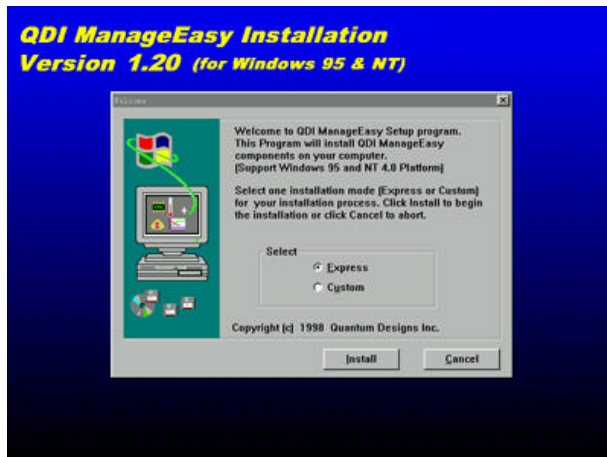 QDI ManageEasy Installation
Version 1.20 (for Windows 95 & NT)
Welcome
Welcome to QDI ManageEasy Setup program.
This Program will install QDI ManageEasy
components on your computer.
[Support Windows 95 and NT 4.0 Platform]
Select one installation mode [Express or Custom]
for your installation process. Click Install to begin
the installation or click Cancel to abort.
Select
Express
Custom
Copyright (c) 1998 Quantum Designs Inc.
Install
Cancel